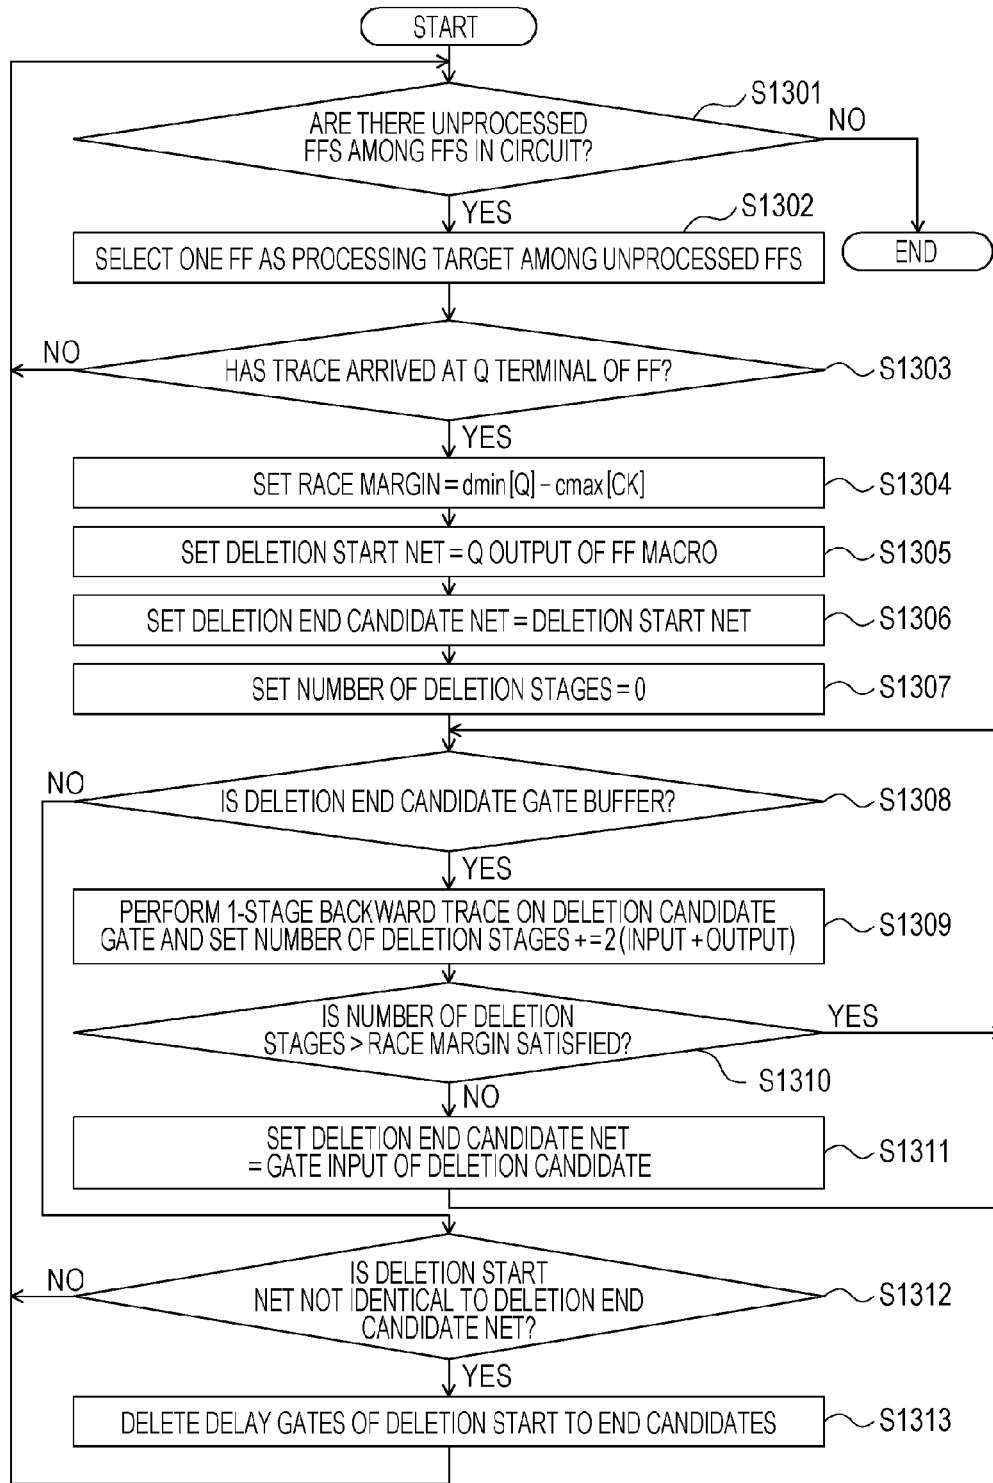 START
S1301
ARE THERE UNPROCESSED
FFS AMONG FFS IN CIRCUIT?
NO
YES
S1302
SELECT ONE FF AS PROCESSING TARGET AMONG UNPROCESSED FFS
END
NO
HAS TRACE ARRIVED AT Q TERMINAL OF FF?
S1303
YES
SET RACE MARGIN = dmin[Q] – cmax[CK]
S1304
SET DELETION START NET = Q OUTPUT OF FF MACRO
S1305
SET DELETION END CANDIDATE NET = DELETION START NET
S1306
SET NUMBER OF DELETION STAGES = 0
S1307
NO
IS DELETION END CANDIDATE GATE BUFFER?
S1308
YES
PERFORM 1-STAGE BACKWARD TRACE ON DELETION CANDIDATE
GATE AND SET NUMBER OF DELETION STAGES + = 2 (INPUT + OUTPUT)
S1309
IS NUMBER OF DELETION
STAGES > RACE MARGIN SATISFIED?
YES
S1310
NO
SET DELETION END CANDIDATE NET
= GATE INPUT OF DELETION CANDIDATE
S1311
NO
IS DELETION START
NET NOT IDENTICAL TO DELETION END
CANDIDATE NET?
S1312
YES
DELETE DELAY GATES OF DELETION START TO END CANDIDATES
S1313